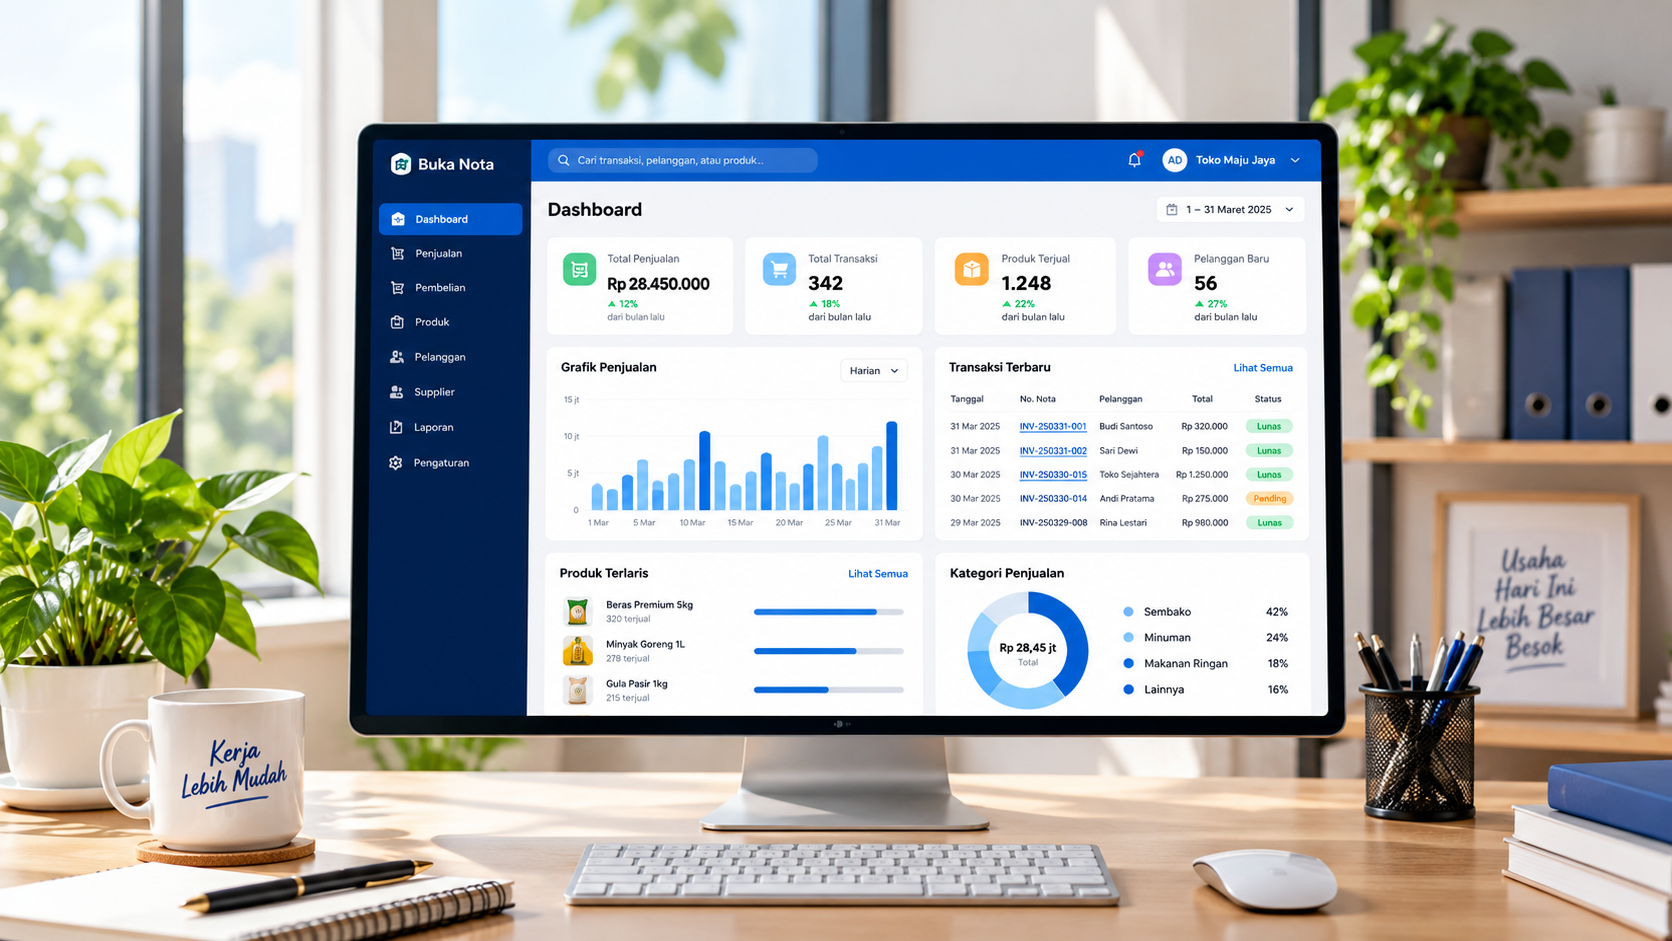 Buka Nota
Cari transaksi, pelanggan, atau produk...
AD Toko Maju Jaya
Dashboard
Penjualan
Pembelian
Produk
Pelanggan
Supplier
Laporan
Pengaturan
Dashboard
1 – 31 Maret 2025
Total Penjualan
Rp 28.450.000
12%
dari bulan lalu
Total Transaksi
342
18%
dari bulan lalu
Produk Terjual
1.248
22%
dari bulan lalu
Pelanggan Baru
56
27%
dari bulan lalu
Grafik Penjualan
Harian
15 jt
10 jt
5 jt
0
1 Mar 5 Mar 10 Mar 15 Mar 20 Mar 25 Mar 31 Mar
Transaksi Terbaru
Lihat Semua
Tanggal No. Nota Pelanggan Total Status
31 Mar 2025 INV-250331-001 Budi Santoso Rp 320.000 Lunas
31 Mar 2025 INV-250331-002 Sari Dewi Rp 150.000 Lunas
30 Mar 2025 INV-250330-015 Toko Sejahtera Rp 1.250.000 Lunas
30 Mar 2025 INV-250330-014 Andi Pratama Rp 275.000 Pending
29 Mar 2025 INV-250329-008 Rina Lestari Rp 980.000 Lunas
Produk Terlaris
Lihat Semua
Beras Premium 5kg
320 terjual
Minyak Goreng 1L
278 terjual
Gula Pasir 1kg
215 terjual
Kategori Penjualan
Rp 28,45 jt
Total
Sembako 42%
Minuman 24%
Makanan Ringan 18%
Lainnya 16%
Usaha
Hari Ini
Lebih Besar
Besok
Kerja
Lebih Mudah